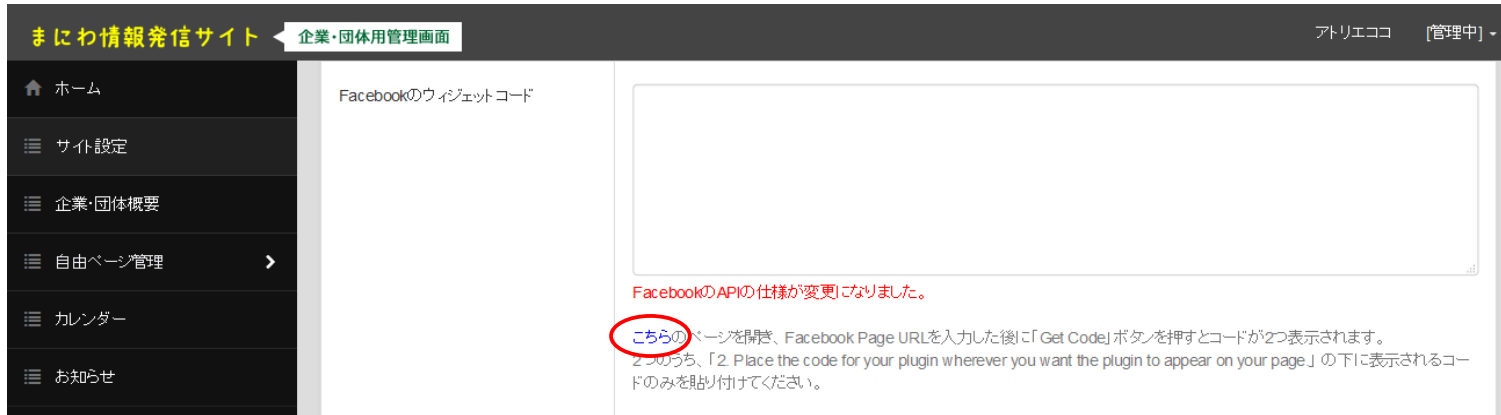 まにわ情報発信サイト 企業・団体用管理画面 アトリエココ [管理中]
ホーム
サイト設定
企業・団体概要
自由ページ管理
カレンダー
お知らせ
Facebookのウィジェットコード
FacebookのAPIの仕様が変更になりました。
こちらのページを開き、Facebook Page URLを入力した後に「Get Code」ボタンを押すとコードが2つ表示されます。
2つのうち、「2. Place the code for your plugin wherever you want the plugin to appear on your page.」の下に表示されるコー
ドのみを貼り付けてください。